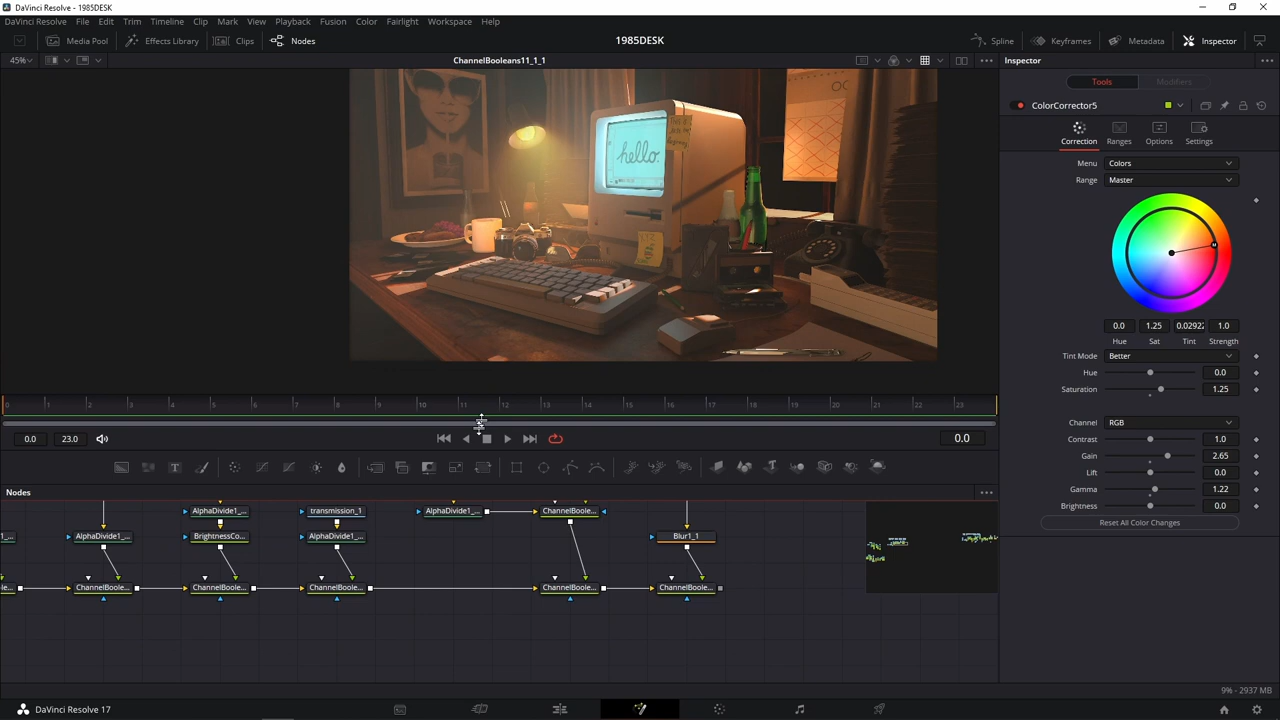 DaVinci Resolve - 1985DESK
DaVinci Resolve File Edit Trim Timeline Clip Mark View Playback Fusion Color Fairlight Workspace Help
Media Pool Effects Library Clips Nodes 1985DESK Spline Keyframes Metadata Inspector
45% ChannelBooleans11_1_1 Inspector
Tools Modifiers
ColorCorrector5
Correction Ranges Options Settings
Menu Colors
Range Master
hello.
0.0 1.25 0.02922 1.0
Hue Sat Tint Strength
Tint Mode Better
Hue 0.0
Saturation 1.25
Channel RGB
Contrast 1.0
Gain 2.65
Lift 0.0
Gamma 1.22
Brightness 0.0
Reset All Color Changes
0 1 2 3 4 5 6 7 8 9 10 11 12 13 14 15 16 17 18 19 20 21 22 23
0.0 23.0 0.0
Nodes
AlphaDivide1_... transmission_1 AlphaDivide1_... ChannelBoole...
1_... AlphaDivide1_... BrightnessCo... AlphaDivide1_... Blur1_1
le... ChannelBoole... ChannelBoole... ChannelBoole... ChannelBoole... ChannelBoole...
9% - 2937 MB
DaVinci Resolve 17